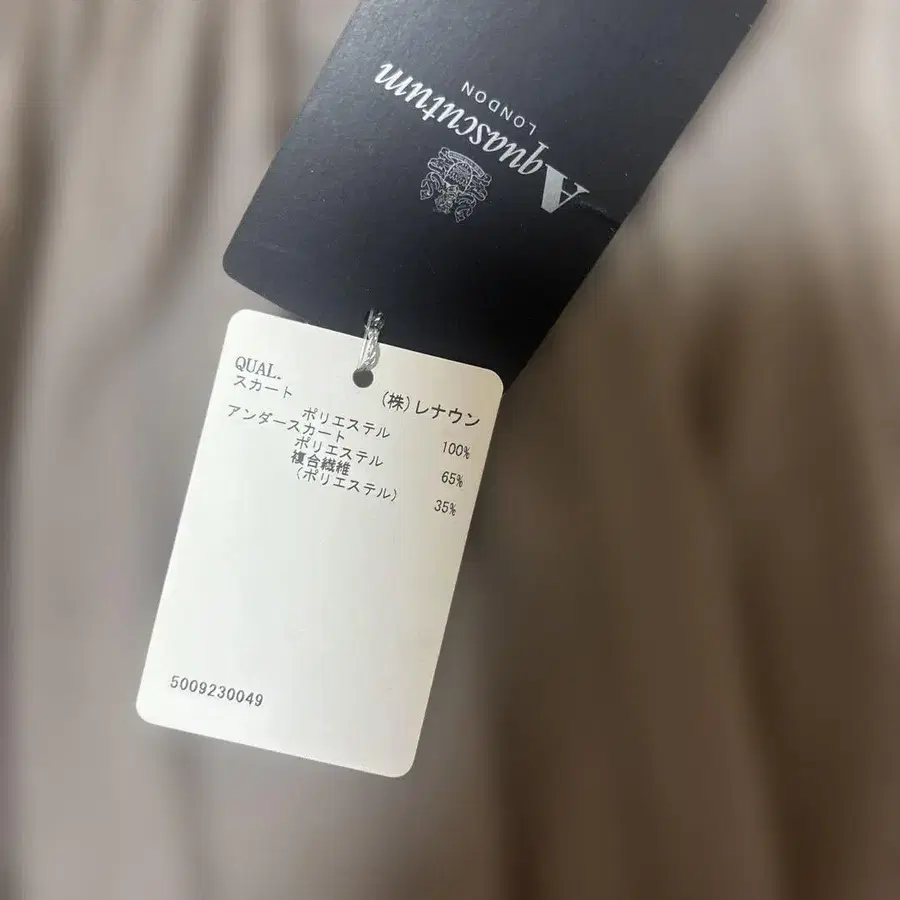 Aquascutum
LONDON
QUAL.
(株)レナウン
スカート
ポリエステル 100%
アンダースカート
ポリエステル 65%
複合繊維
(ポリエステル) 35%
5009230049